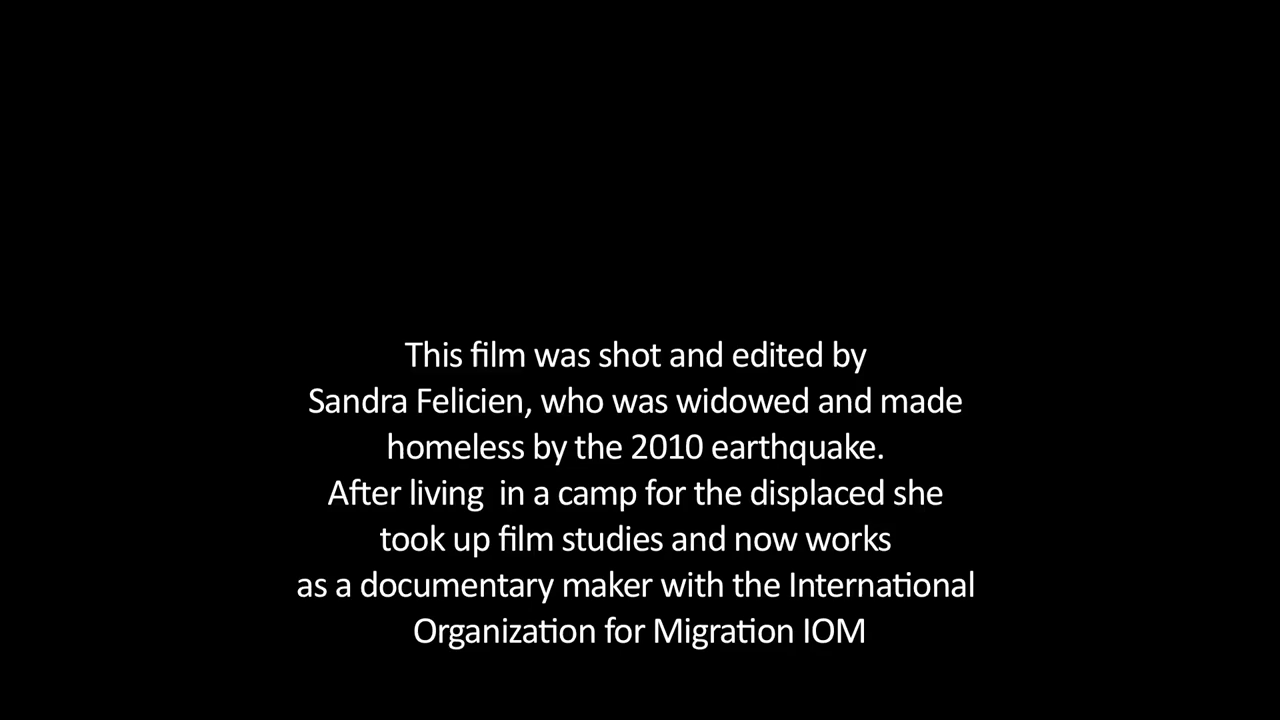 This film was shot and edited by
Sandra Felicien, who was widowed and made
homeless by the 2010 earthquake.
After living  in a camp for the displaced she
took up film studies and now works
as a documentary maker with the International
Organization for Migration IOM